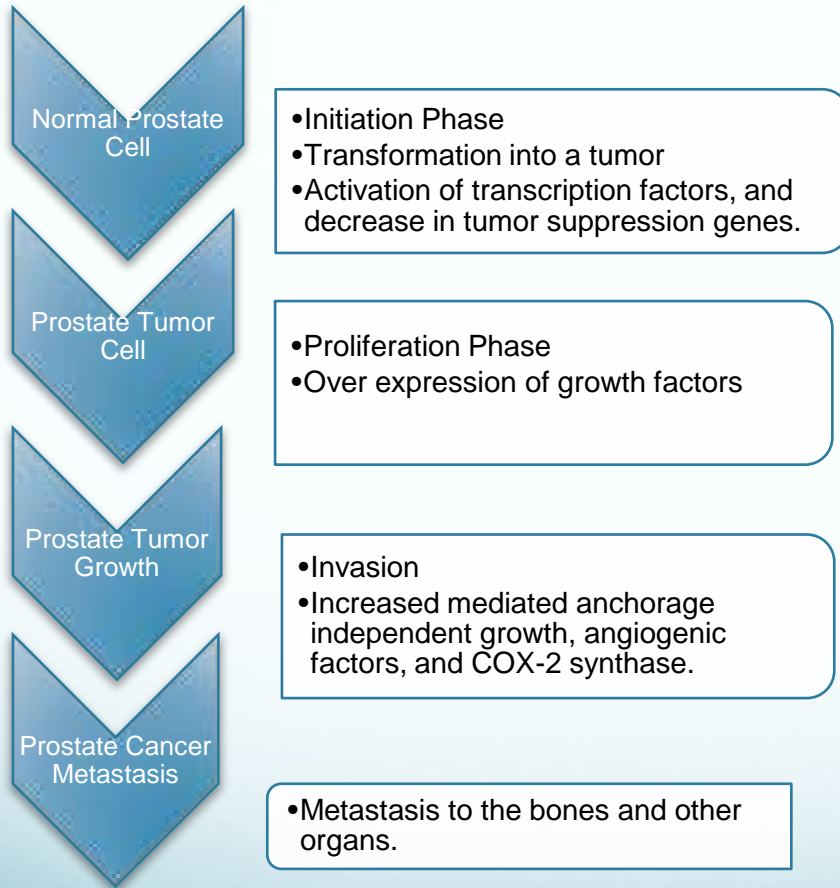 Normal Prostate
Cell
•Initiation Phase
•Transformation into a tumor
•Activation of transcription factors, and
decrease in tumor suppression genes.
Prostate Tumor
Cell
•Proliferation Phase
•Over expression of growth factors
Prostate Tumor
Growth
•Invasion
•Increased mediated anchorage
independent growth, angiogenic
factors, and COX-2 synthase.
Prostate Cancer
Metastasis
•Metastasis to the bones and other
organs.